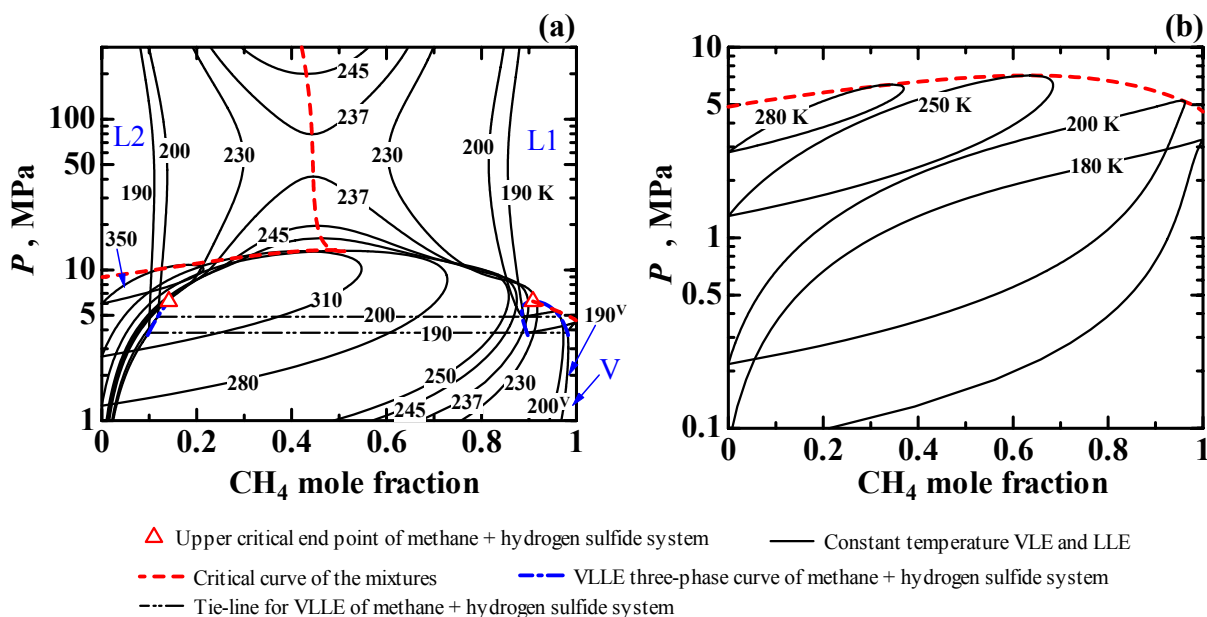 (a)
(b)
100
50
10
5
1
P , MPa
0
0.2
0.4
0.6
0.8
1
CH4 mole fraction
L2
L1
V
245
237
200
230
230
200
190
190 K
237
350
245
310
200
190
190V
280
250
245
237
230
200V
10
5
1
0.5
0.1
P , MPa
0
0.2
0.4
0.6
0.8
1
CH4 mole fraction
280 K
250 K
200 K
180 K
Upper critical end point of methane + hydrogen sulfide system
Constant temperature VLE and LLE
Critical curve of the mixtures
VLLE three-phase curve of methane + hydrogen sulfide system
Tie-line for VLLE of methane + hydrogen sulfide system